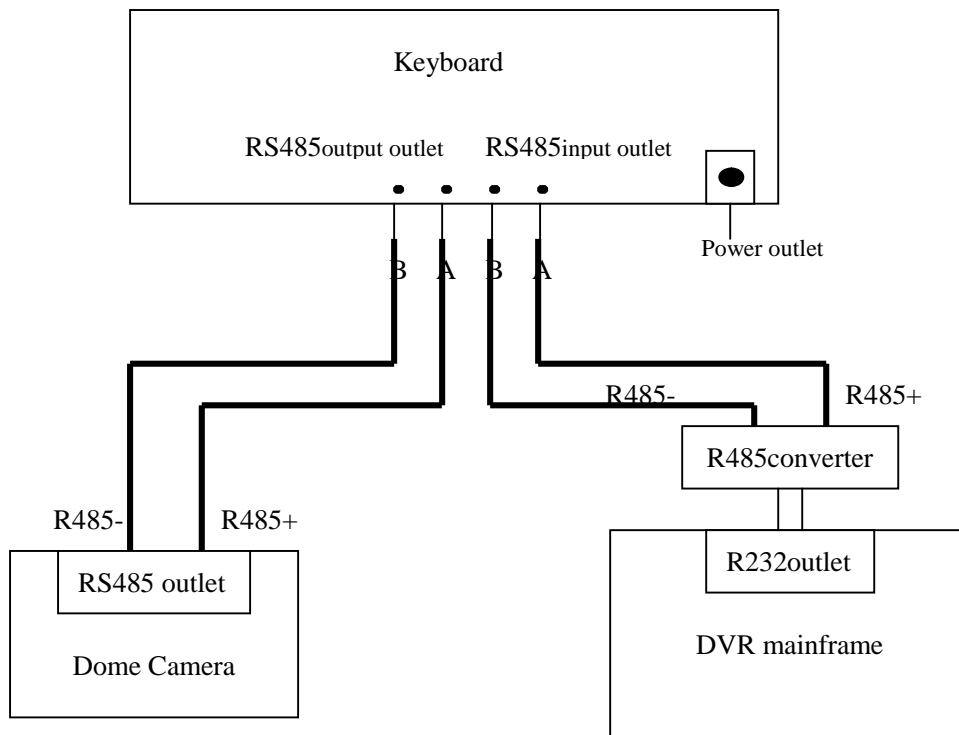 Keyboard
RS485output outlet RS485input outlet
Power outlet
B A B A
R485- R485+
R485converter
R485- R485+
RS485 outlet
R232outlet
Dome Camera
DVR mainframe